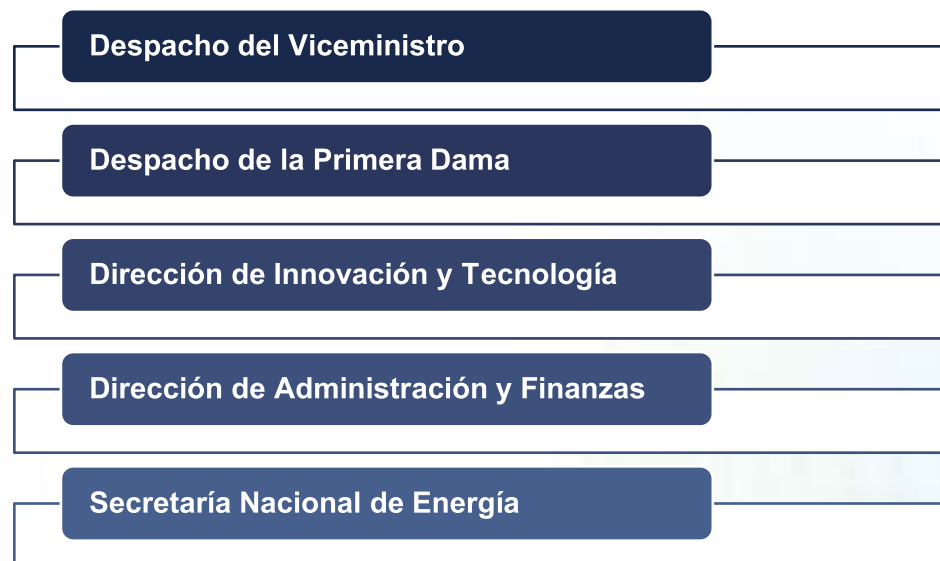 Despacho del Viceministro
Despacho de la Primera Dama
Dirección de Innovación y Tecnología
Dirección de Administración y Finanzas
Secretaría Nacional de Energía